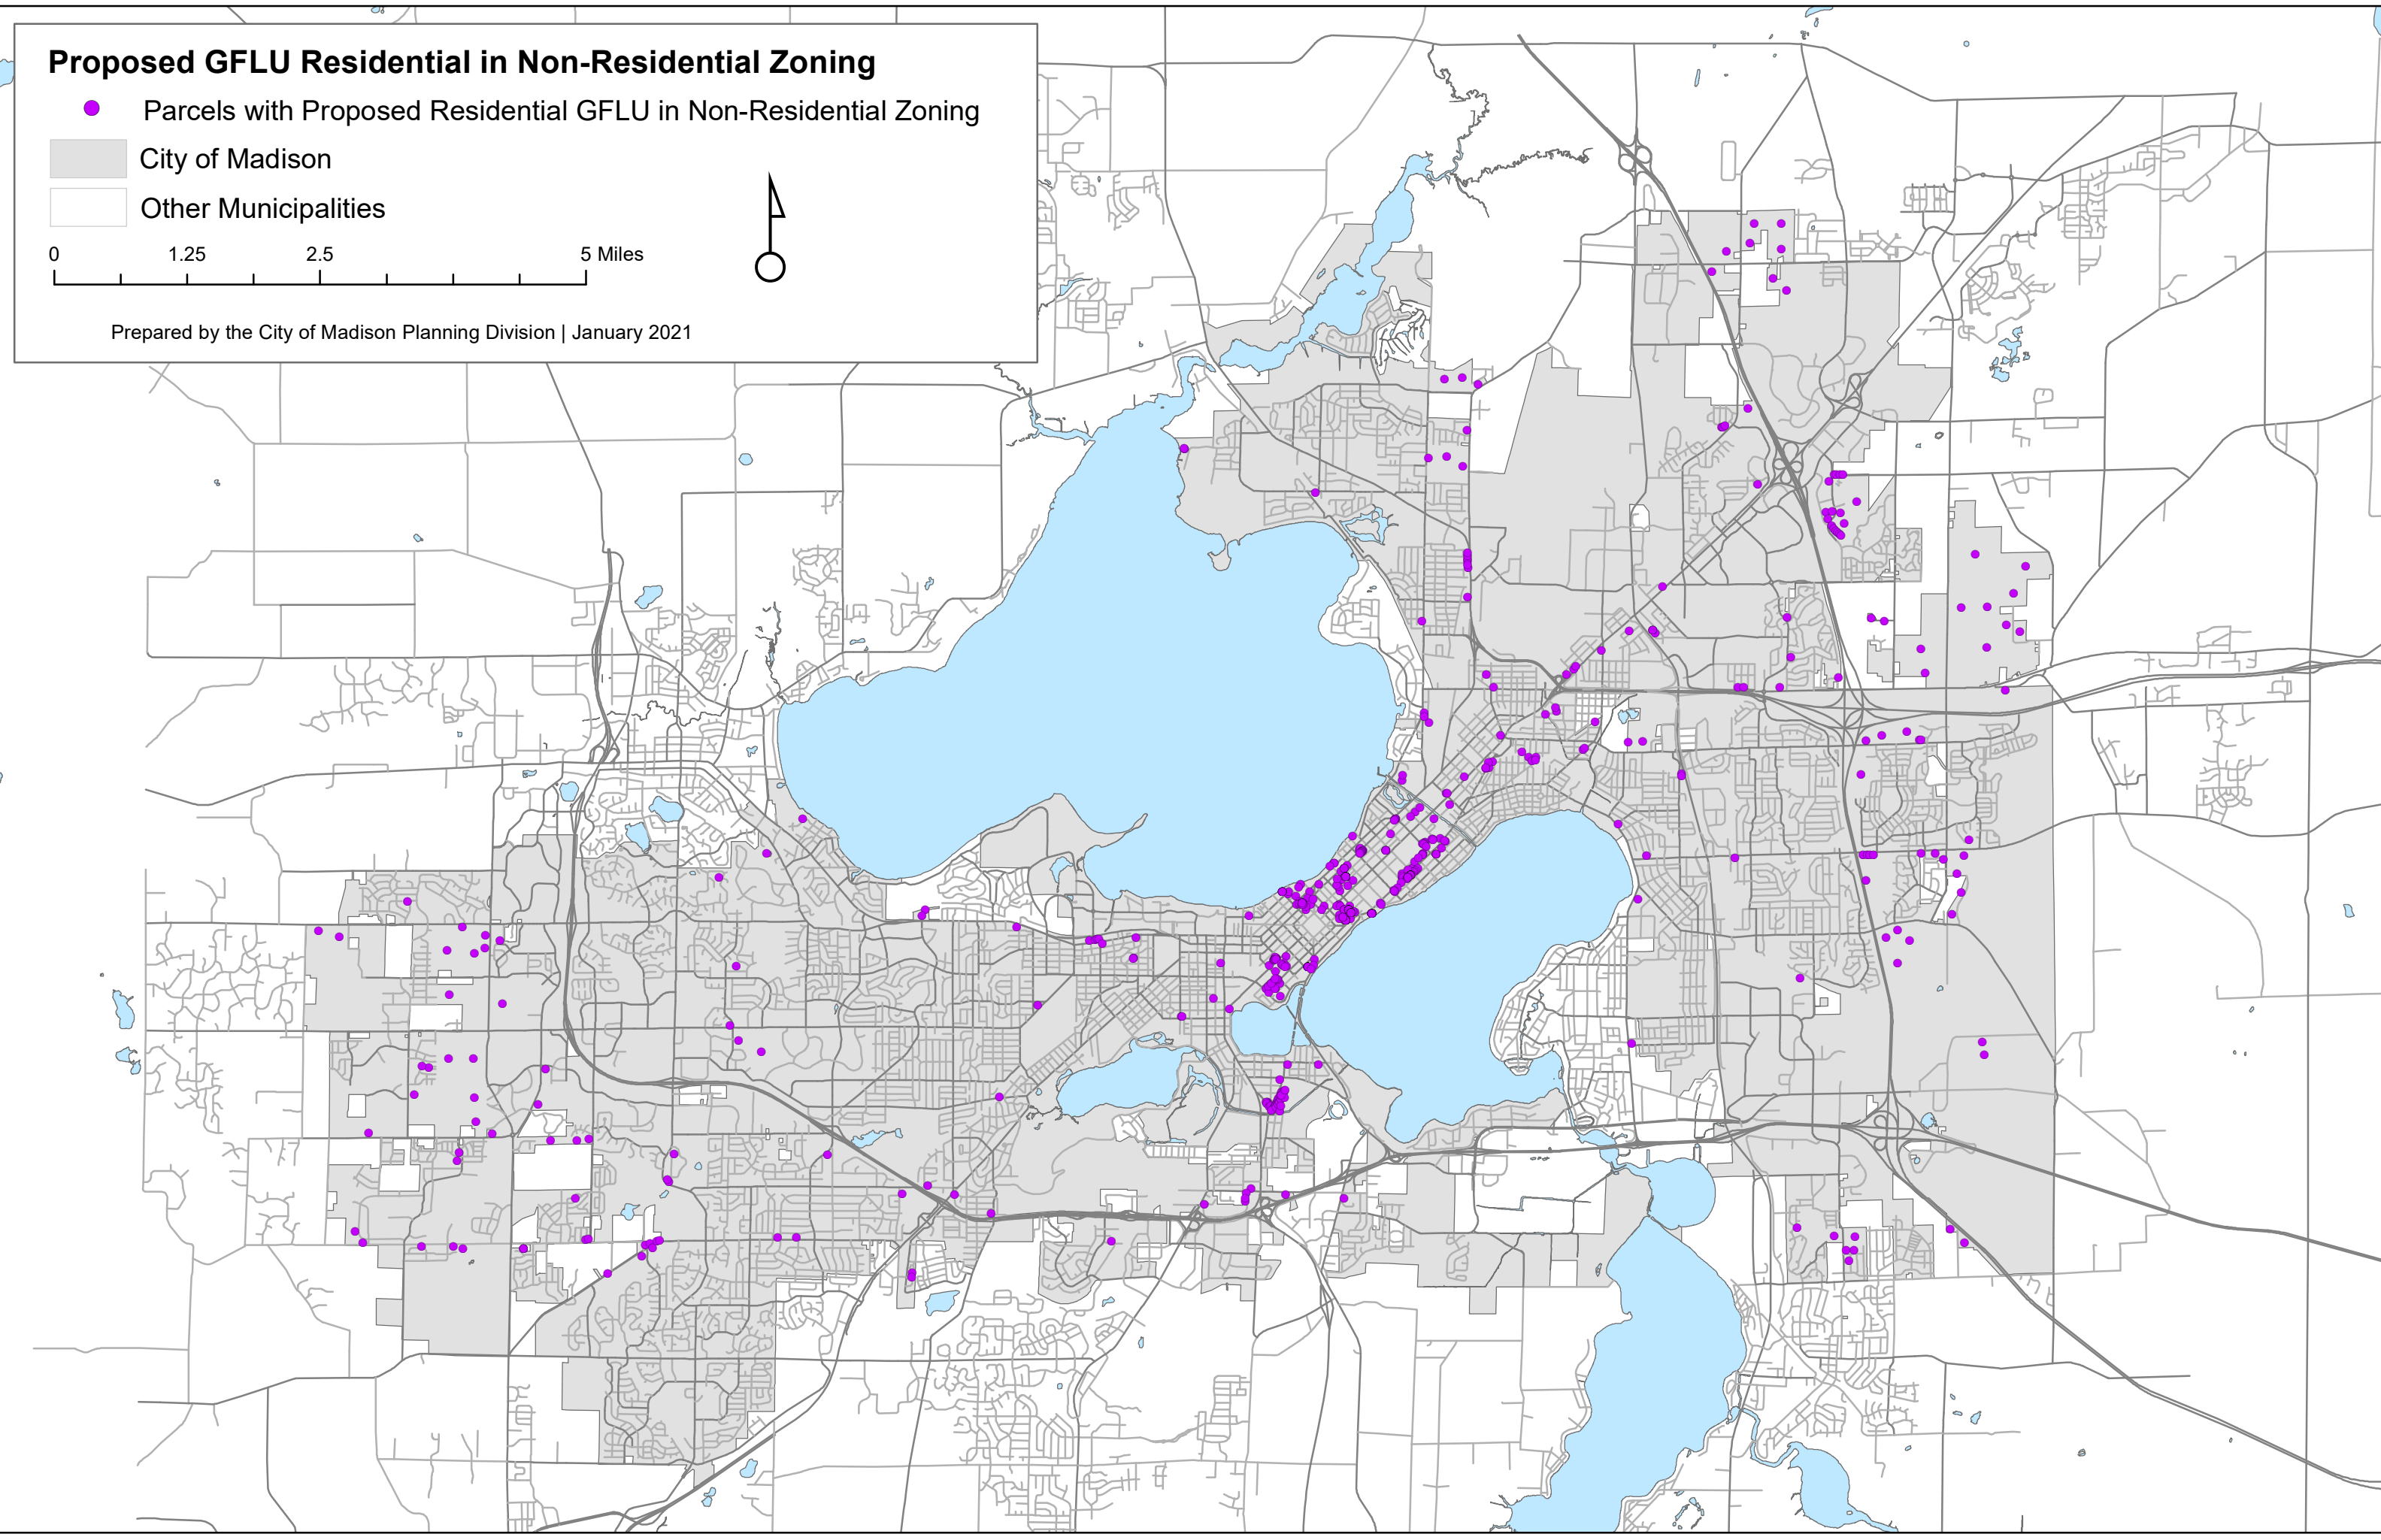 Proposed GFLU Residential in Non-Residential Zoning
Parcels with Proposed Residential GFLU in Non-Residential Zoning
City of Madison
Other Municipalities
0 1.25 2.5 5 Miles
Prepared by the City of Madison Planning Division | January 2021